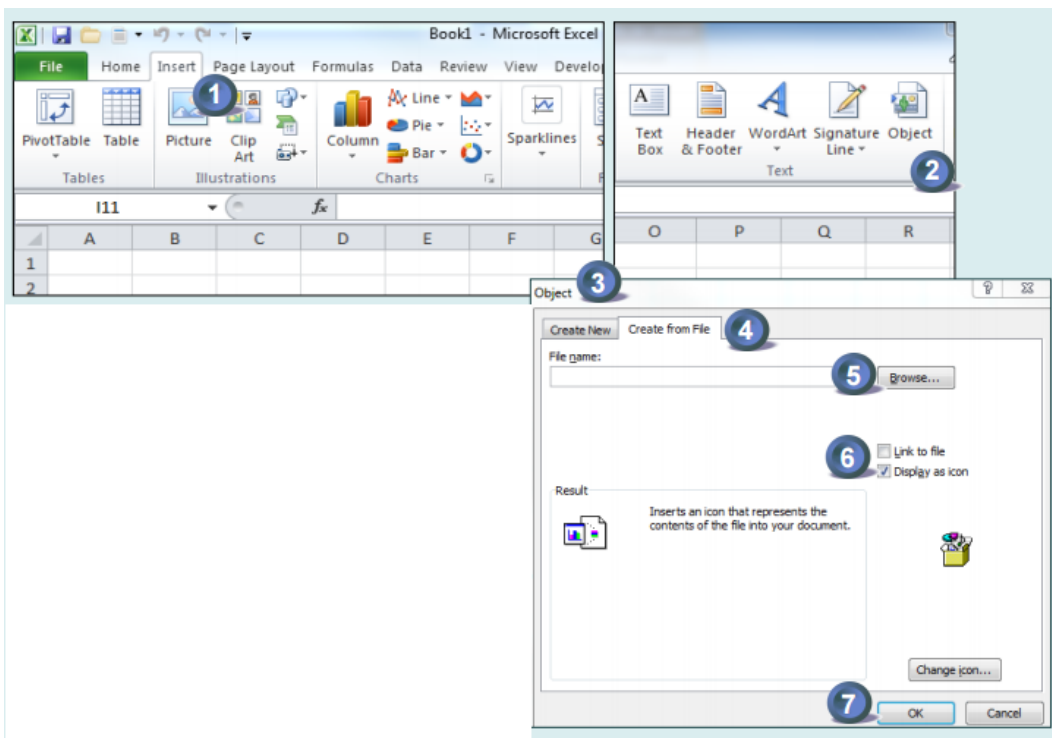 Book1 - Microsoft Excel
File Home Insert Page Layout Formulas Data Review View Develop
1
PivotTable Table Picture Clip Art Column Line Pie Bar Sparklines S
Tables Illustrations Charts F
I11 fx
A B C D E F G
1
2
Text Box Header & Footer WordArt Signature Line Object
Text
2
O P Q R
Object 3
Create New Create from File 4
File name:
5 Browse...
6 Link to file
Display as icon
Result
Inserts an icon that represents the
contents of the file into your document.
Change icon...
7 OK Cancel